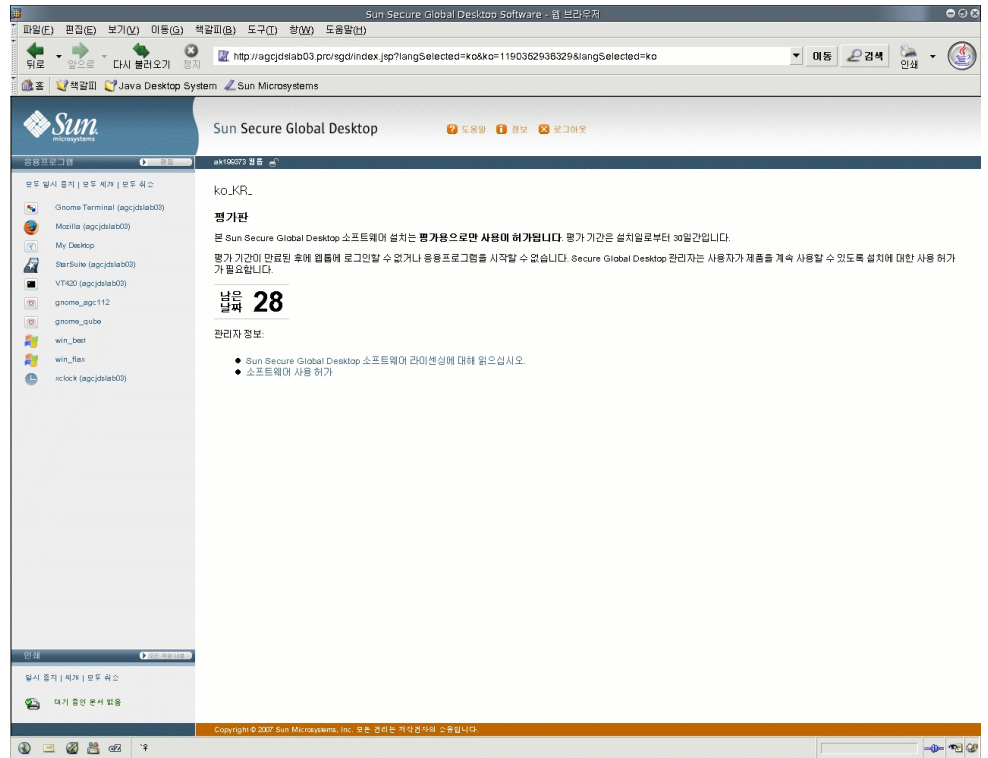 Sun Secure Global Desktop Software - 웹 브라우저
파일(F) 편집(E) 보기(V) 이동(G) 책갈피(B) 도구(T) 창(W) 도움말(H)
뒤로 앞으로 다시 불러오기 정지 http://agcjdslab03.prc/sgd/index.jsp?langSelected=ko&ko=1190362936329&langSelected=ko 이동 검색 인쇄
홈 책갈피 Java Desktop System Sun Microsystems
Sun microsystems
Sun Secure Global Desktop 도움말 정보 로그아웃
응용프로그램 편집 ak199373 웹톱
모두 일시 중지 | 모두 재개 | 모두 취소
Gnome Terminal (agcjdslab03)
Mozilla (agcjdslab03)
My Desktop
StarSuite (agcjdslab03)
VT420 (agcjdslab03)
gnome_agc112
gnome_qube
win_best
win_flax
xclock (agcjdslab03)
ko_KR_
평가판
본 Sun Secure Global Desktop 소프트웨어 설치는 평가용으로만 사용이 허가됩니다. 평가 기간은 설치일로부터 30일간입니다.
평가 기간이 만료된 후에 웹톱에 로그인할 수 없거나 응용프로그램을 시작할 수 없습니다. Secure Global Desktop 관리자는 사용자가 제품을 계속 사용할 수 있도록 설치에 대한 사용 허가
가 필요합니다.
남은 날짜 28
관리자 정보:
Sun Secure Global Desktop 소프트웨어 라이센싱에 대해 읽으십시오.
소프트웨어 사용 허가
인쇄
일시 중지 | 재개 | 모두 취소
대기 중인 문서 없음
Copyright © 2007 Sun Microsystems, Inc. 모든 권리는 저작권자의 소유입니다.